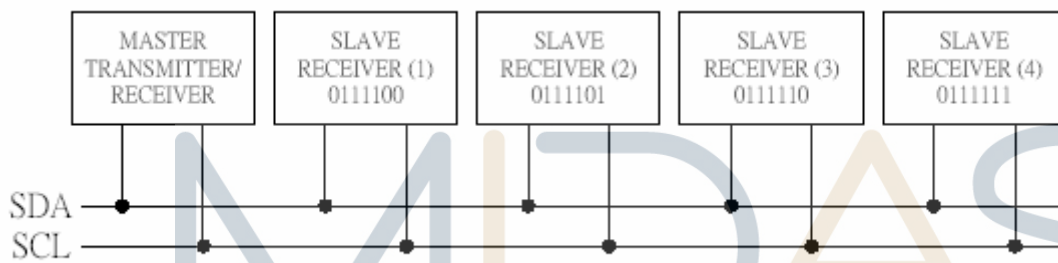 MASTER
TRANSMITTER/
RECEIVER
SLAVE
RECEIVER (1)
0111100
SLAVE
RECEIVER (2)
0111101
SLAVE
RECEIVER (3)
0111110
SLAVE
RECEIVER (4)
0111111
SDA
SCL
MIDAS